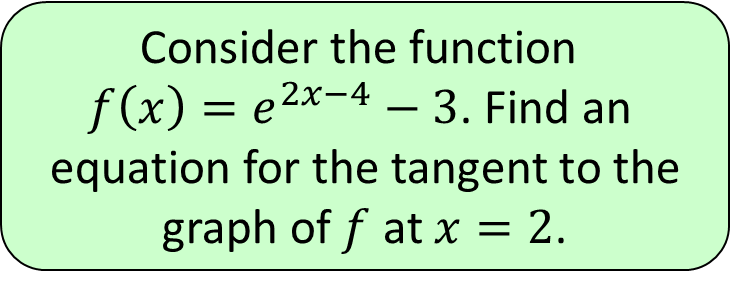 Consider the function
f(x) = e^{2x−4} − 3. Find an
equation for the tangent to the
graph of f at x = 2.